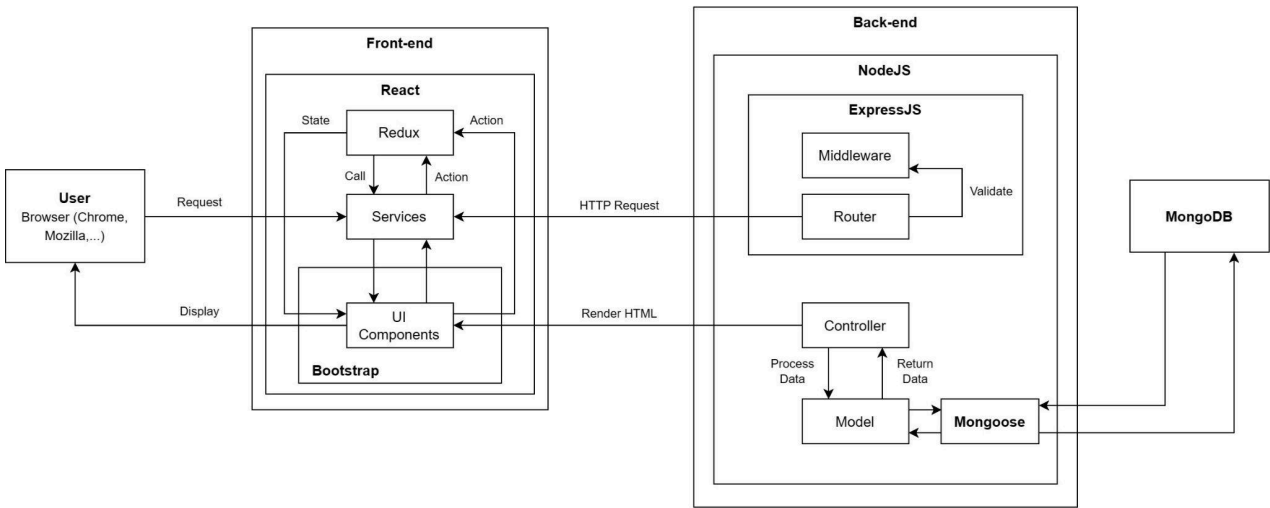 Back-end
Front-end
NodeJS
React
ExpressJS
State
Redux
Action
Middleware
Call
Action
User
Browser (Chrome,
Mozilla,...)
Request
Services
HTTP Request
Router
Validate
MongoDB
Display
UI
Components
Render HTML
Controller
Bootstrap
Process
Data
Return
Data
Model
Mongoose